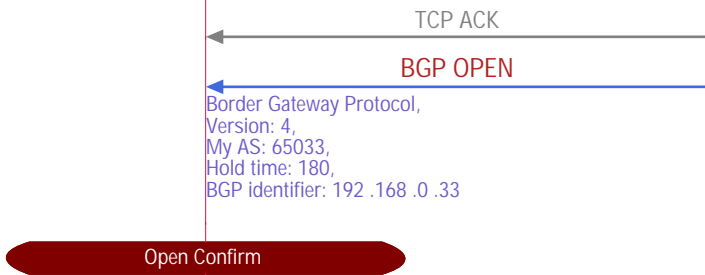 TCP ACK
BGP OPEN
Border Gateway Protocol,
Version: 4,
My AS: 65033,
Hold time: 180,
BGP identifier: 192 .168 .0 .33
Open Confirm